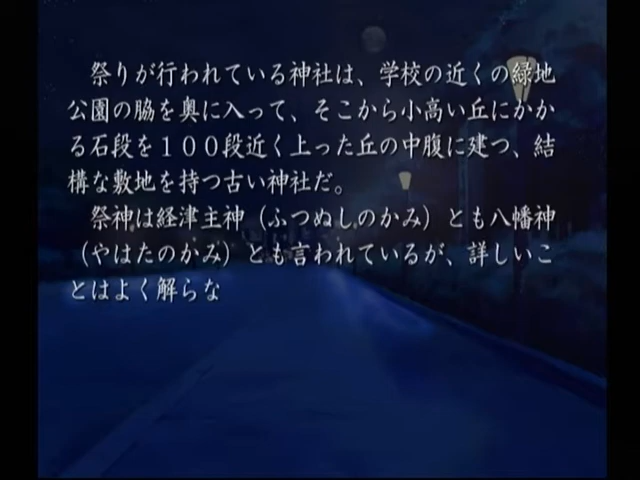 祭りが行われている神社は、学校の近くの緑地
公園の脇を奥に入って、そこから小高い丘にかか
る石段を１００段近く上った丘の中腹に建つ、結
構な敷地を持つ古い神社だ。
　祭神は経津主神（ふつぬしのかみ）とも八幡神
（やはたのかみ）とも言われているが、詳しいこ
とはよく解らな